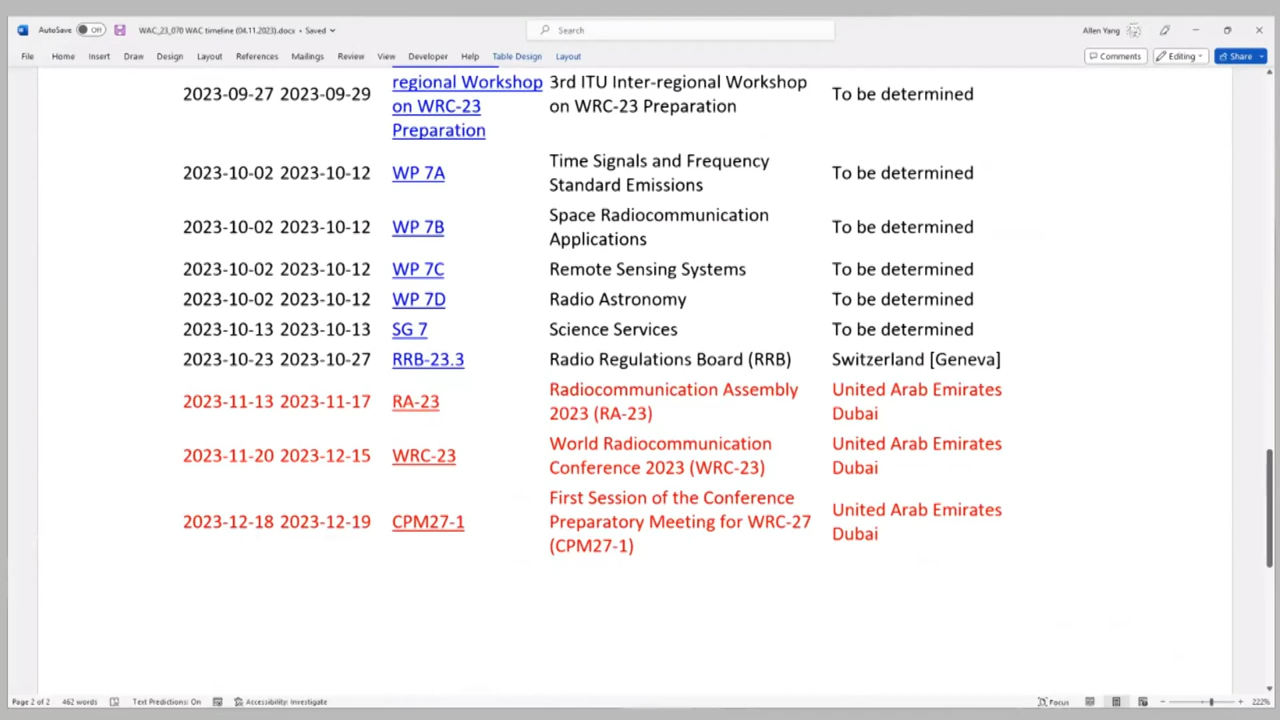 AutoSave Off WAC_23_070 WAC timeline (04.11.2023).docx • Saved Search Allen Yang
File Home Insert Draw Design Layout References Mailings Review View Developer Help Table Design Layout Comments Editing Share
2023-09-27 2023-09-29 regional Workshop on WRC-23 Preparation 3rd ITU Inter-regional Workshop on WRC-23 Preparation To be determined
2023-10-02 2023-10-12 WP 7A Time Signals and Frequency Standard Emissions To be determined
2023-10-02 2023-10-12 WP 7B Space Radiocommunication Applications To be determined
2023-10-02 2023-10-12 WP 7C Remote Sensing Systems To be determined
2023-10-02 2023-10-12 WP 7D Radio Astronomy To be determined
2023-10-13 2023-10-13 SG 7 Science Services To be determined
2023-10-23 2023-10-27 RRB-23.3 Radio Regulations Board (RRB) Switzerland [Geneva]
2023-11-13 2023-11-17 RA-23 Radiocommunication Assembly 2023 (RA-23) United Arab Emirates Dubai
2023-11-20 2023-12-15 WRC-23 World Radiocommunication Conference 2023 (WRC-23) United Arab Emirates Dubai
2023-12-18 2023-12-19 CPM27-1 First Session of the Conference Preparatory Meeting for WRC-27 (CPM27-1) United Arab Emirates Dubai
Page 2 of 2 462 words Text Predictions: On Accessibility: Investigate Focus 222%